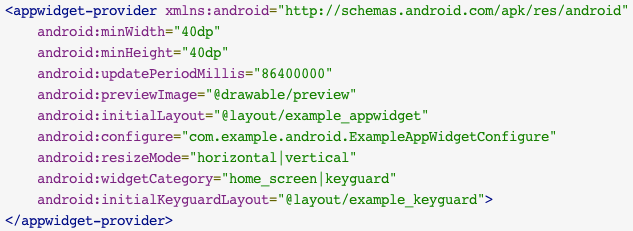 <appwidget-provider xmlns:android="http://schemas.android.com/apk/res/android"
    android:minWidth="40dp"
    android:minHeight="40dp"
    android:updatePeriodMillis="86400000"
    android:previewImage="@drawable/preview"
    android:initialLayout="@layout/example_appwidget"
    android:configure="com.example.android.ExampleAppWidgetConfigure"
    android:resizeMode="horizontal|vertical"
    android:widgetCategory="home_screen|keyguard"
    android:initialKeyguardLayout="@layout/example_keyguard">
</appwidget-provider>